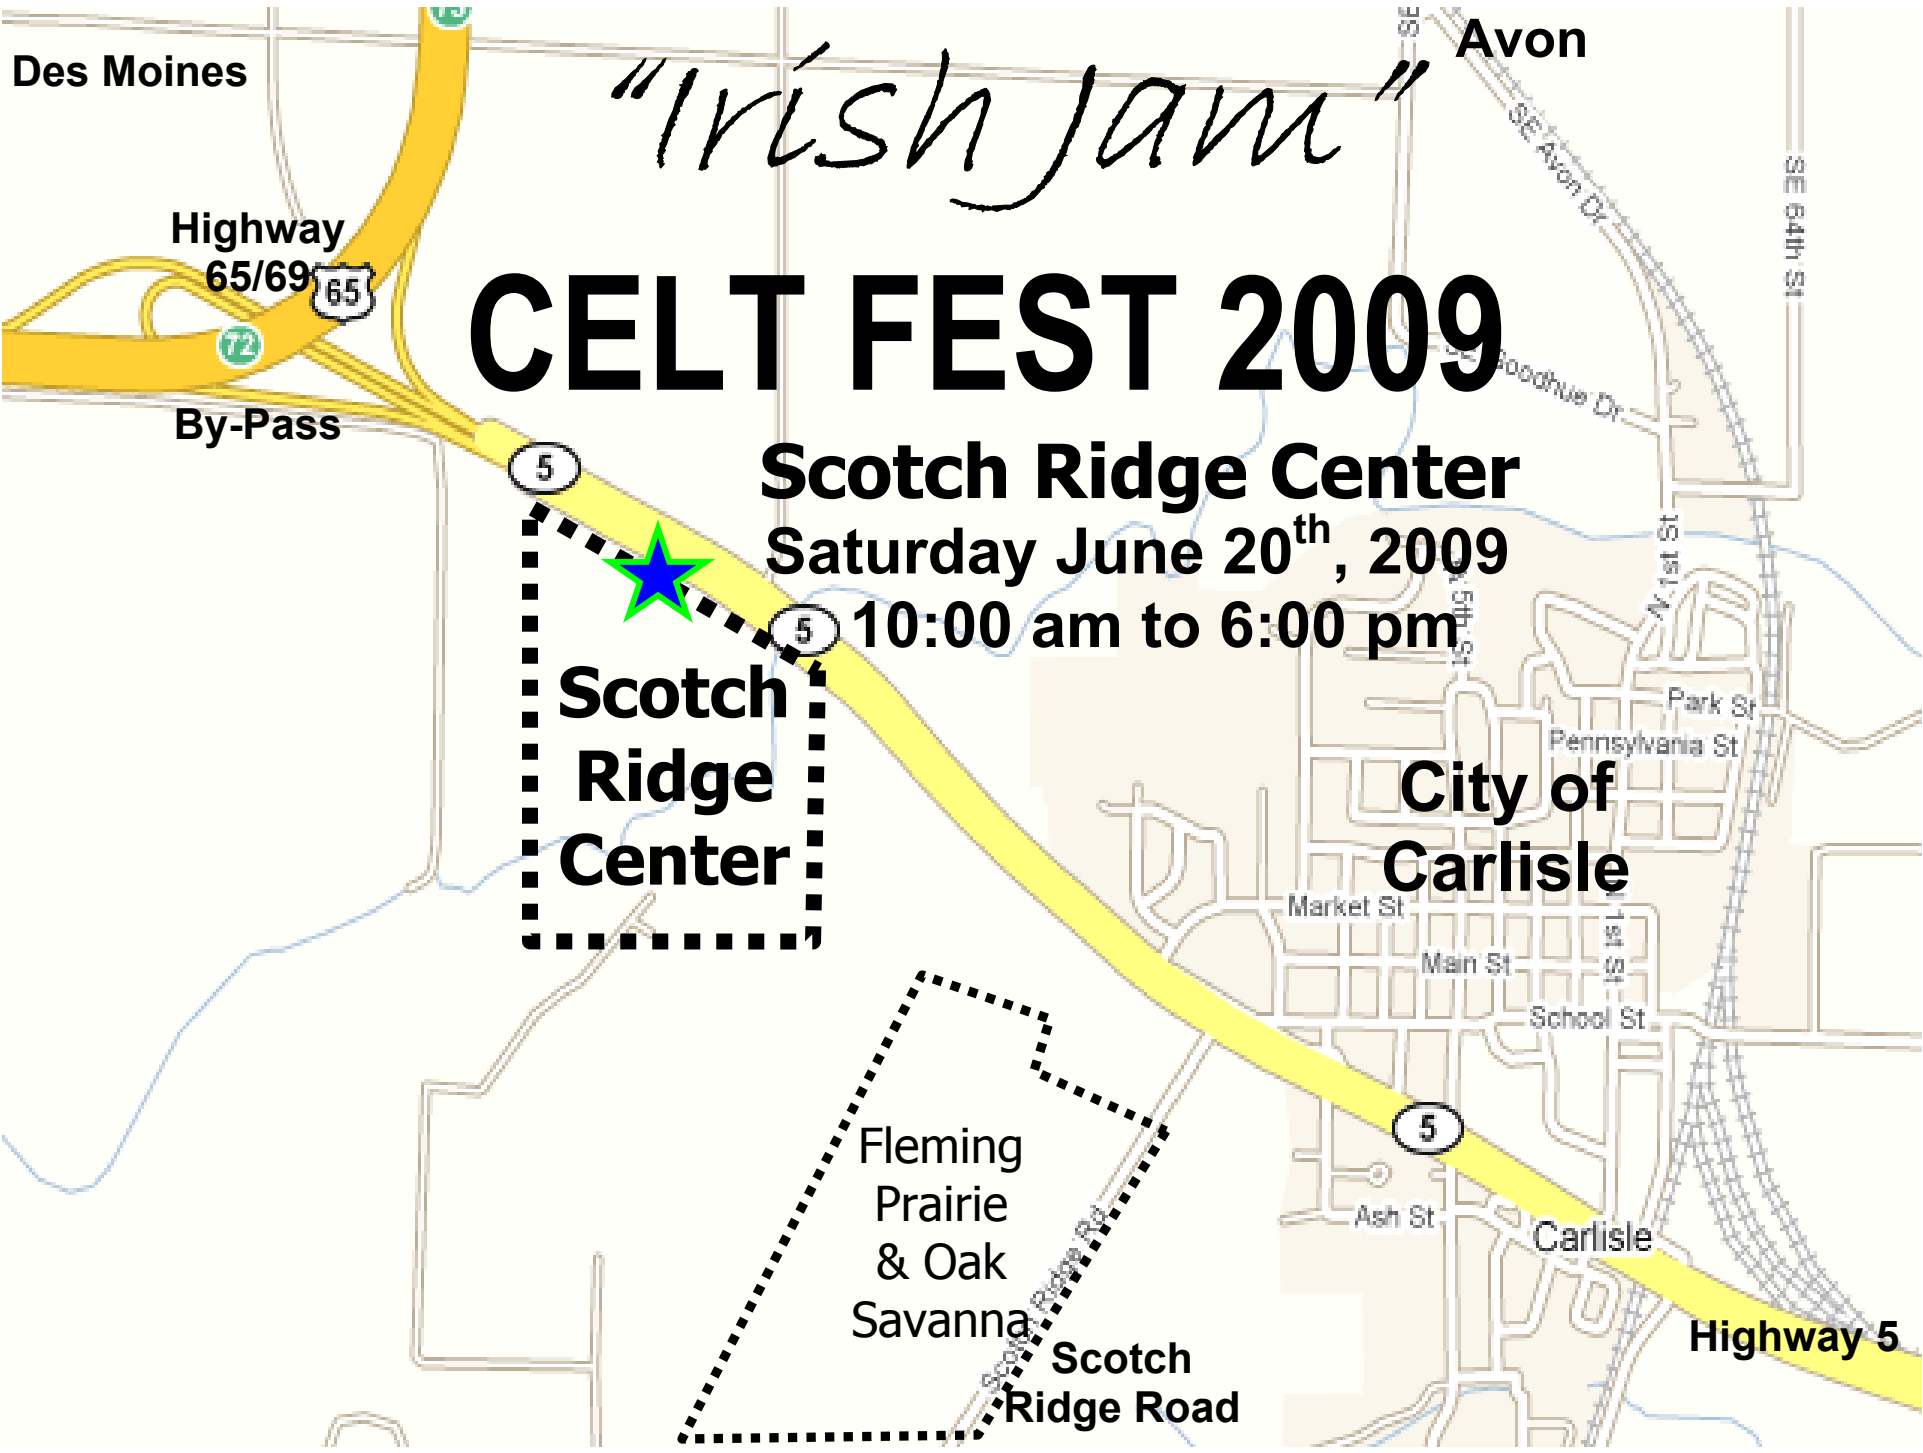 73
Des Moines
Avon
SE
"Irish Jam"
SE Avon Dr
SE 64th St
Highway
65/69
65
72
CELT FEST 2009
Goodhue Dr
By-Pass
5
Scotch Ridge Center
Saturday June 20th, 2009
10:00 am to 6:00 pm
N 1st St
5th St
5
Scotch
Ridge
Center
Park St
Pennsylvania St
City of
Carlisle
Market St
1st St
Main St
School St
5
Fleming
Prairie
& Oak
Savanna
Scotch Ridge Rd
Ash St
Carlisle
Scotch
Ridge Road
Highway 5